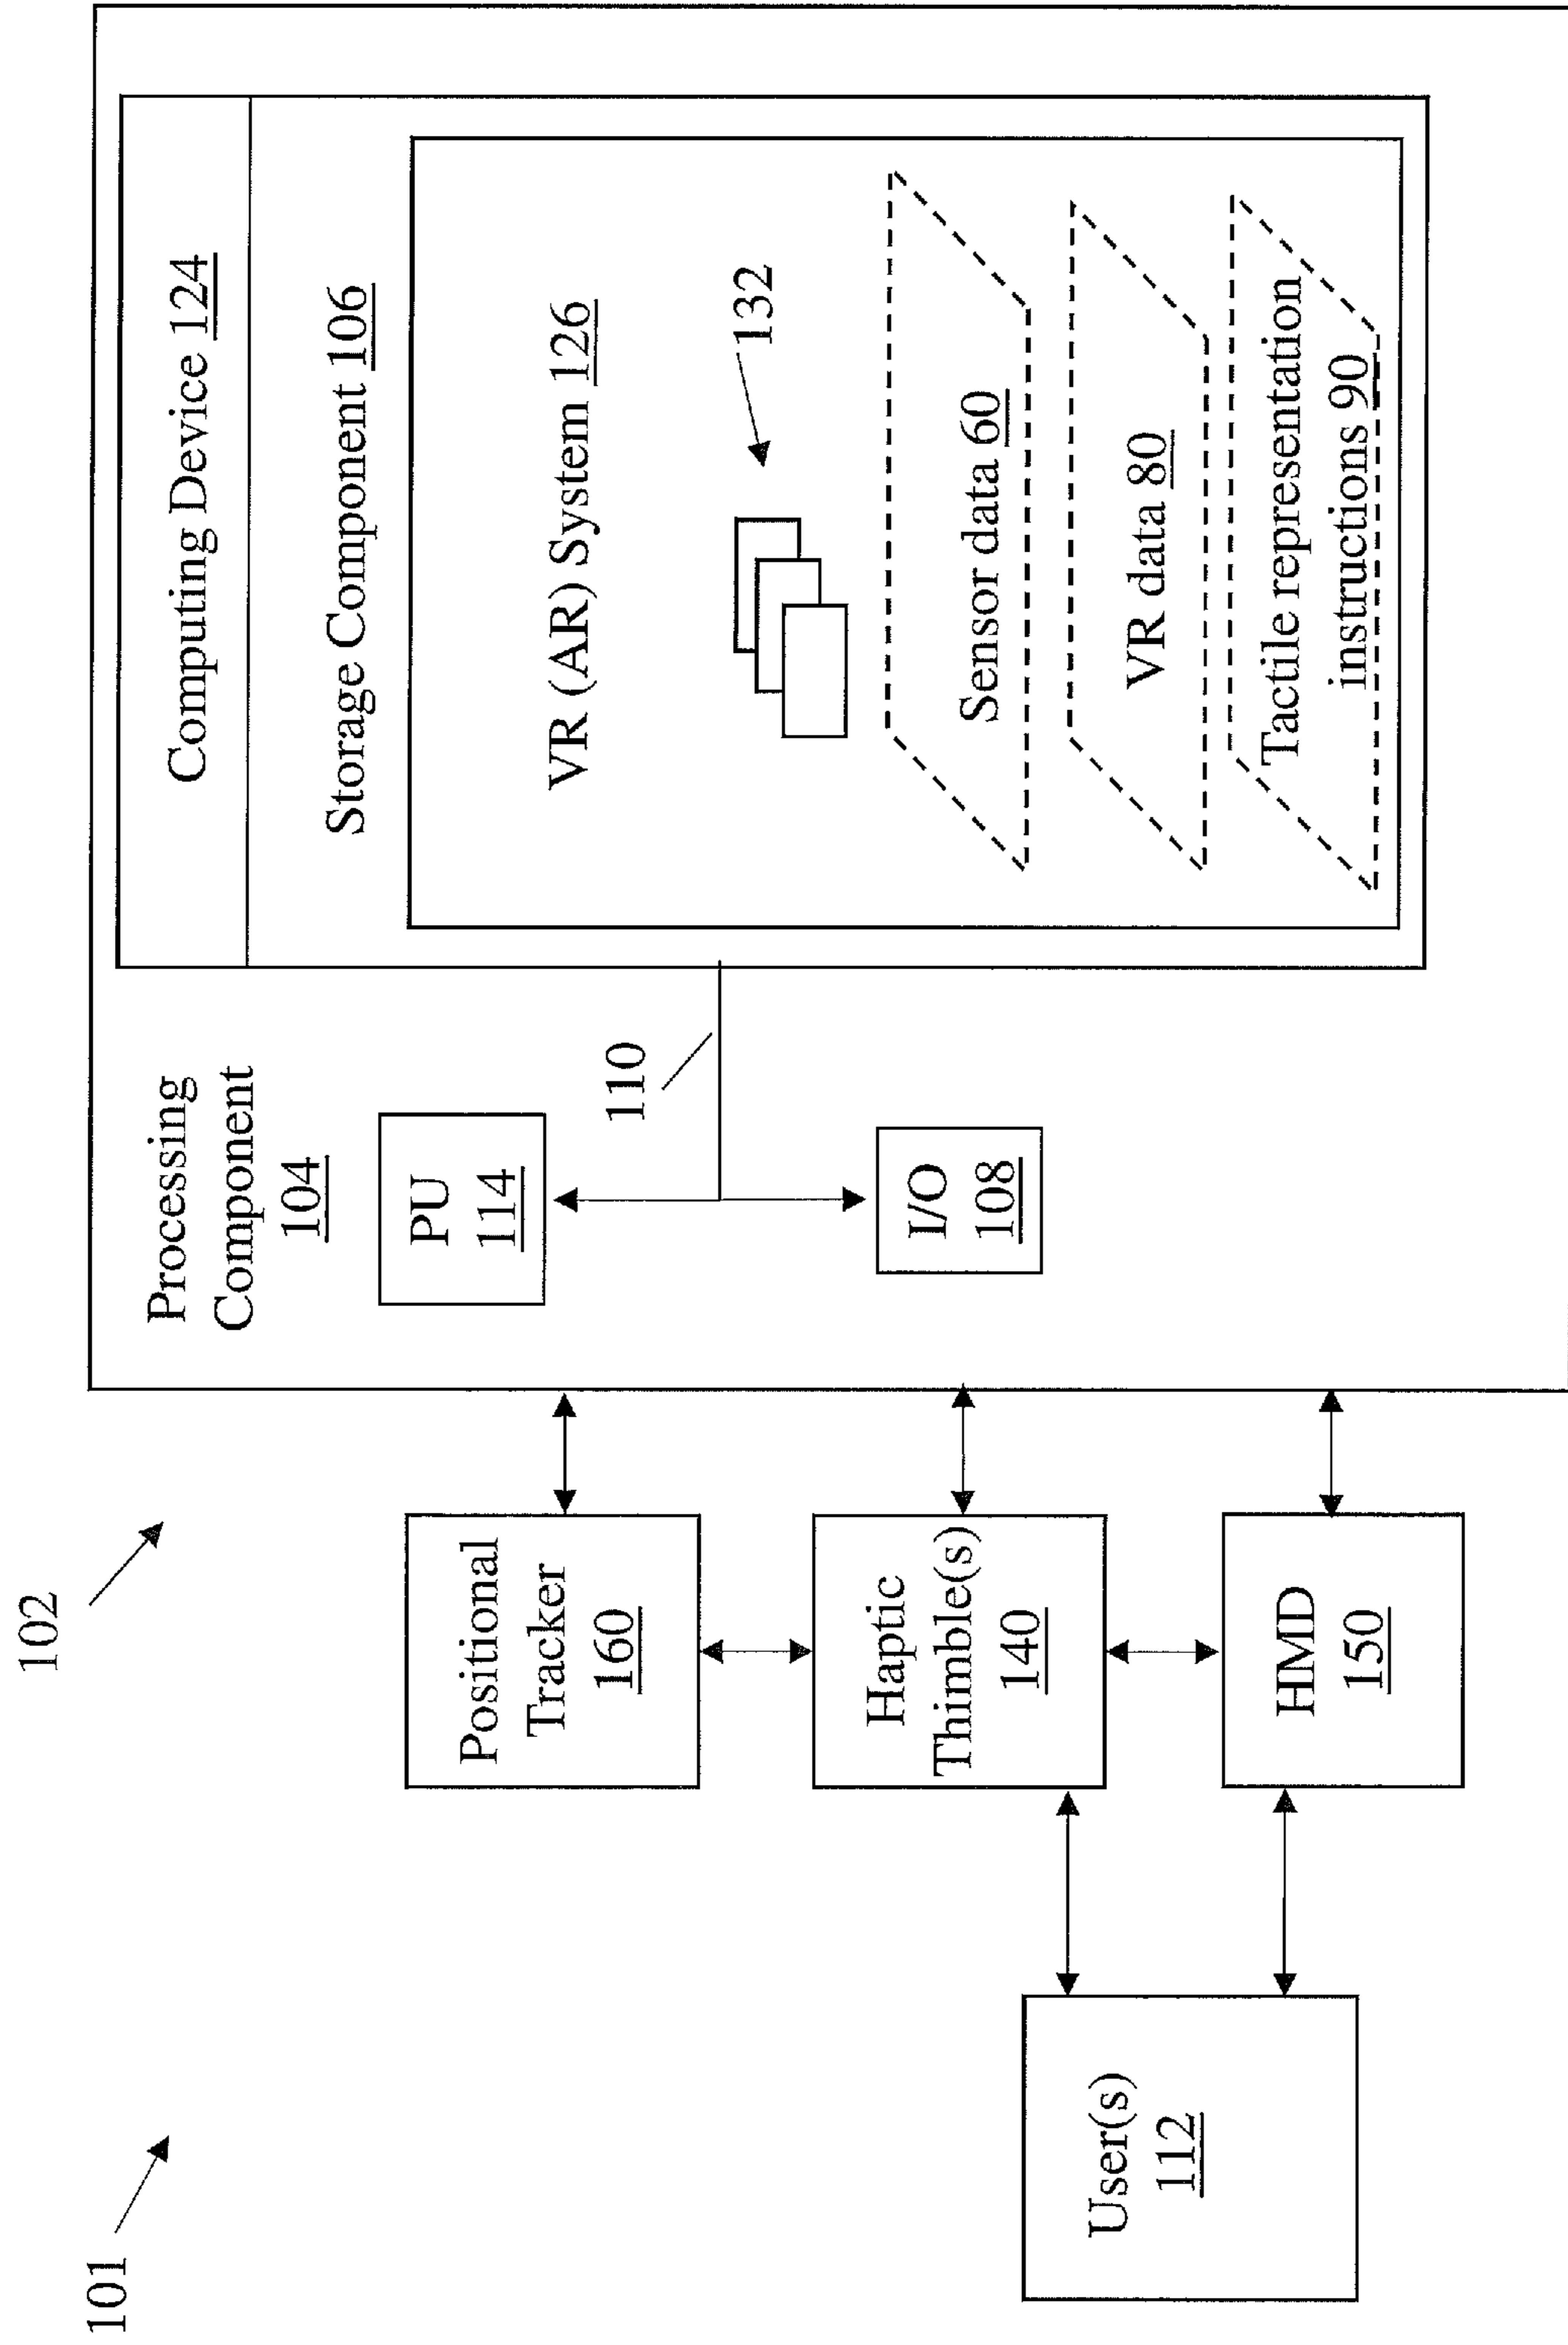 101
102
User(s)
112
Positional
Tracker
160
Haptic
Thimble(s)
140
HMD
150
Processing
Component
104
PU
114
110
I/O
108
Computing Device 124
Storage Component 106
VR (AR) System 126
132
Sensor data 60
VR data 80
Tactile representation
instructions 90